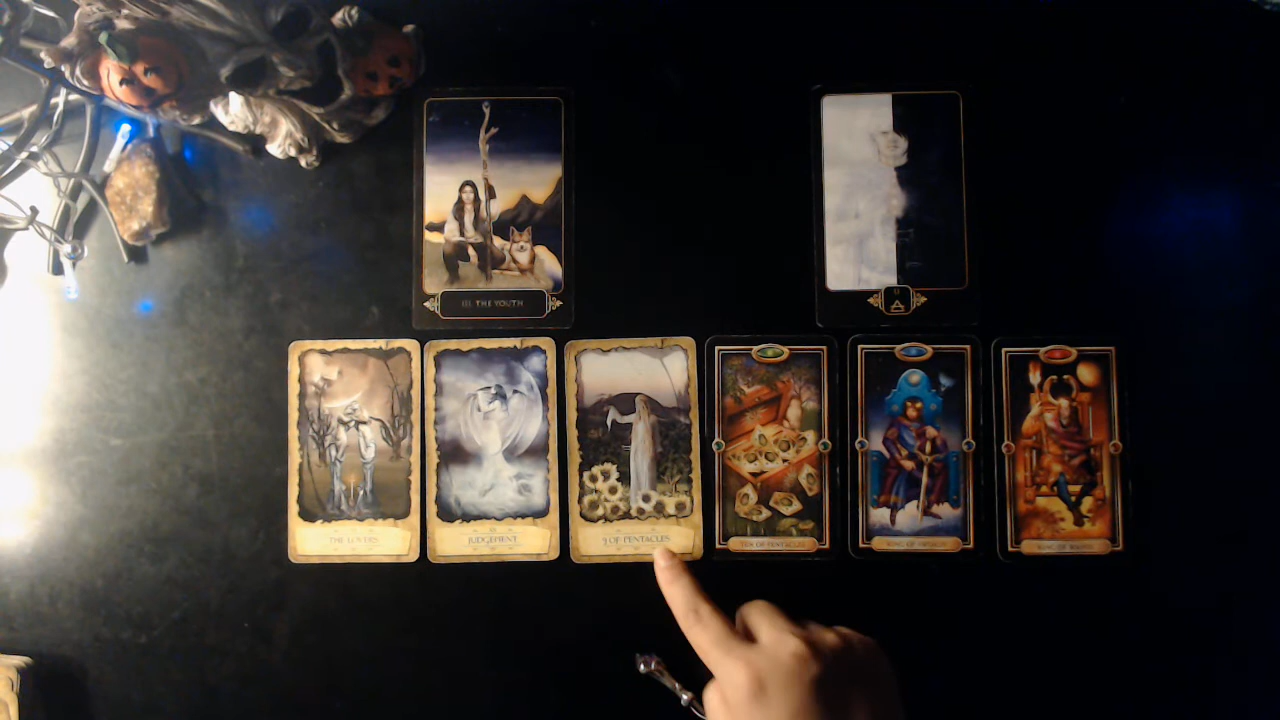 III. THE YOUTH
THE LOVERS
JUDGEMENT
9 OF PENTACLES
TEN OF PENTACLES
KING OF SWORDS
KING OF WANDS